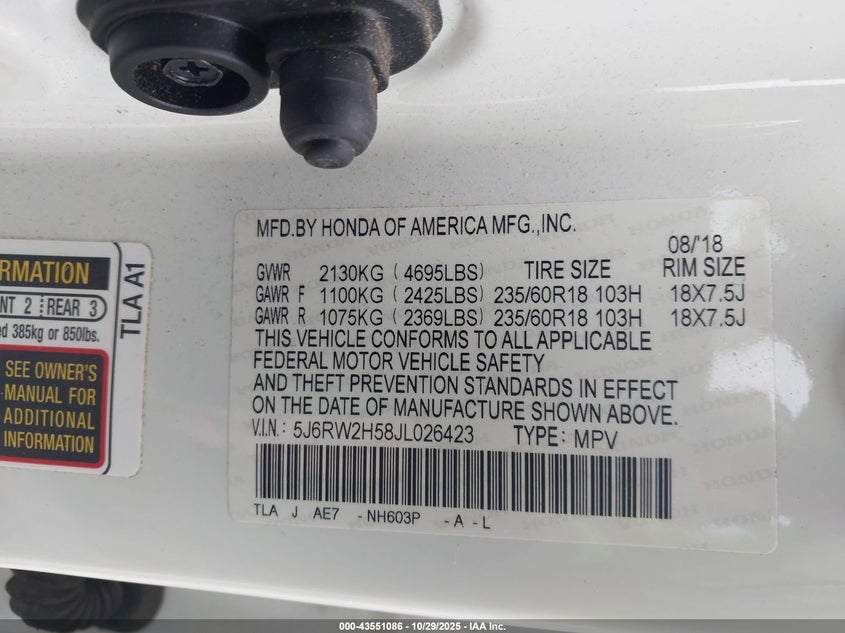 MFD.BY HONDA OF AMERICA MFG.,INC.
08/'18
GVWR 2130KG ( 4695LBS) TIRE SIZE RIM SIZE
GAWR F 1100KG ( 2425LBS) 235/60R18 103H 18X7.5J
GAWR R 1075KG ( 2369LBS) 235/60R18 103H 18X7.5J
THIS VEHICLE CONFORMS TO ALL APPLICABLE
FEDERAL MOTOR VEHICLE SAFETY
AND THEFT PREVENTION STANDARDS IN EFFECT
ON THE DATE OF MANUFACTURE SHOWN ABOVE.
V.I.N.: 5J6RW2H58JL026423 TYPE: MPV
TLA J AE7 -NH603P -A -L
2 REAR 3
385kg or 850lbs.
SEE OWNER'S
MANUAL FOR
ADDITIONAL
INFORMATION
TLA A1
000-43551086 - 10/29/2025 - IAA Inc.